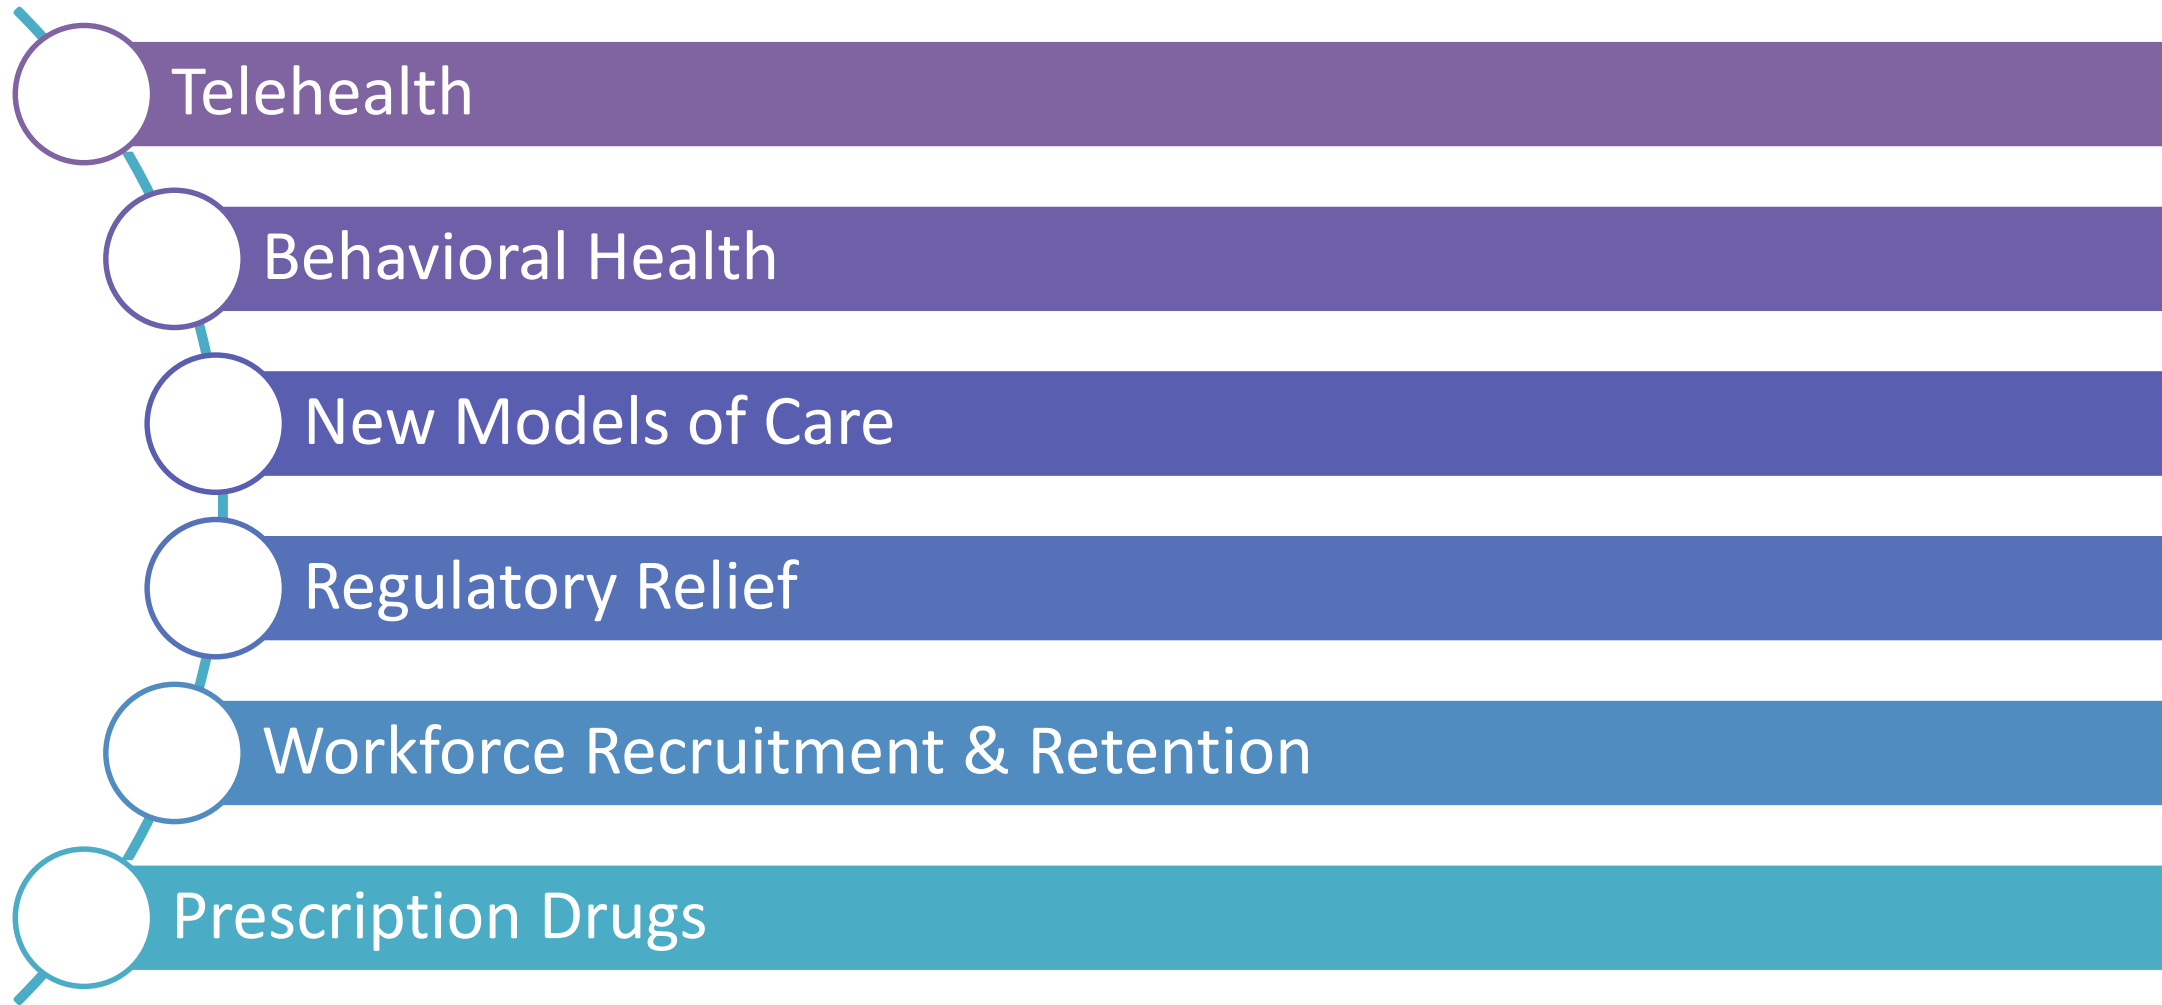 Telehealth
Behavioral Health
New Models of Care
Regulatory Relief
Workforce Recruitment & Retention
Prescription Drugs